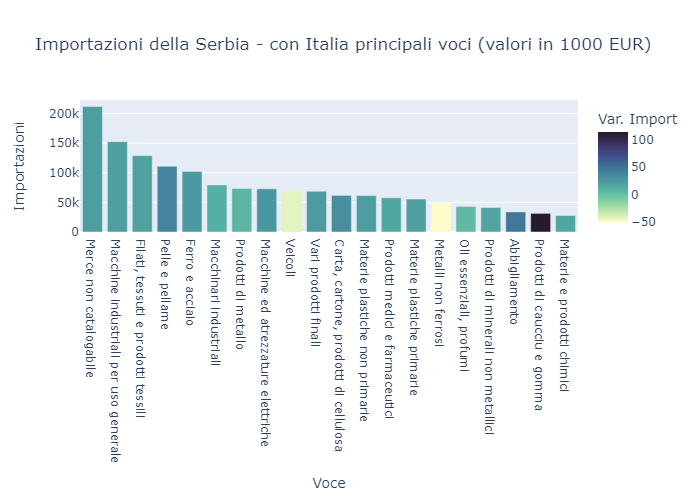 Importazioni della Serbia - con Italia principali voci (valori in 1000 EUR)
Importazioni
200k
150k
100k
50k
0
Merce non catalogabile
Macchine industriali per uso generale
Filati, tessuti e prodotti tessili
Pelle e pellame
Ferro e acciaio
Macchinari industriali
Prodotti di metallo
Macchine ed atrezzature elettriche
Veicoli
Vari prodotti finali
Carta, cartone, prodotti di cellulosa
Materie plastiche non primarie
Prodotti medici e farmaceutici
Materie plastiche primarie
Metalli non ferrosi
Oli essenziali, profumi
Prodotti di minerali non metallici
Abbigliamento
Prodotti di caucciu e gomma
Materie e prodotti chimici
Voce
Var. Import
100
50
0
−50